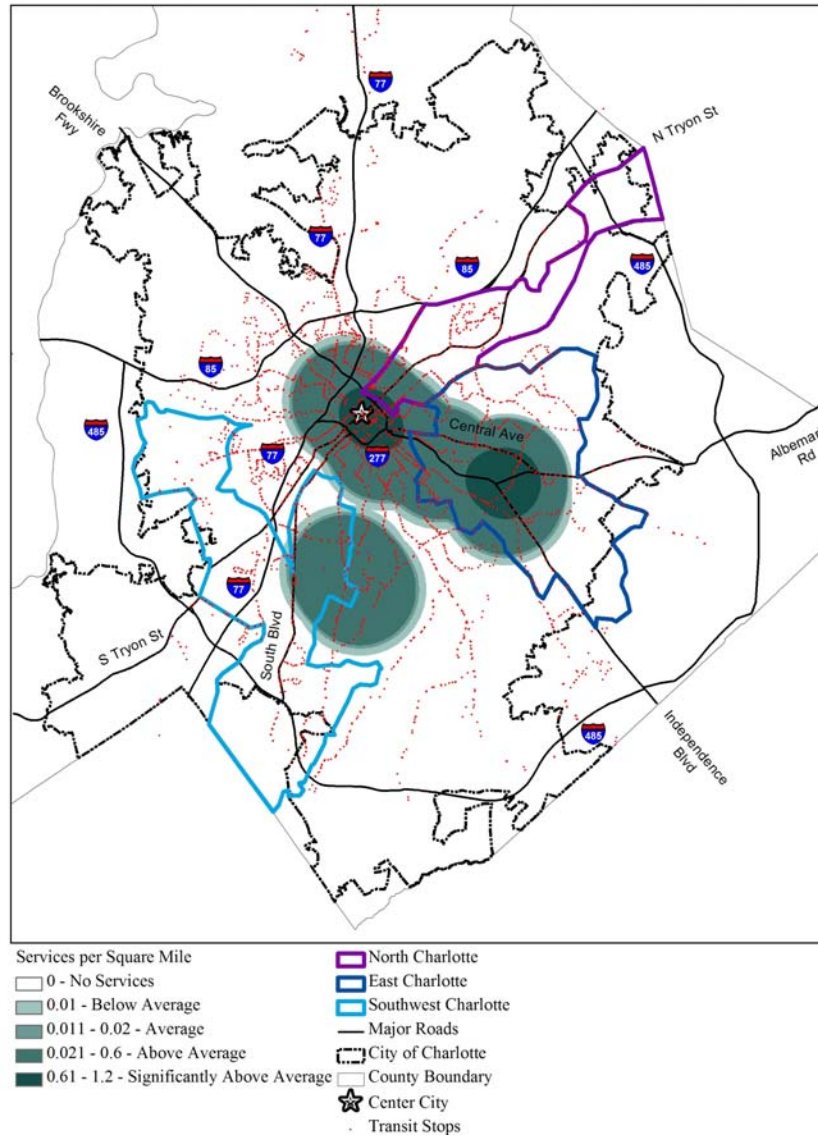 77
Brookshire
Fwy
N Tryon St
77
85
485
85
485
Central Ave
77
277
Albemarle
Rd
77
S Tryon St
South Blvd
485
Independence
Blvd
Services per Square Mile
0 - No Services
0.01 - Below Average
0.011 - 0.02 - Average
0.021 - 0.6 - Above Average
0.61 - 1.2 - Significantly Above Average
North Charlotte
East Charlotte
Southwest Charlotte
Major Roads
City of Charlotte
County Boundary
Center City
Transit Stops